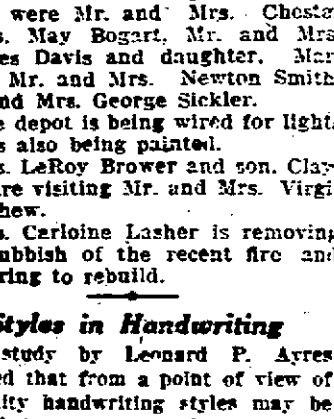 were Mr. and Mrs. Cheste
s. May Bogart, Mr. and Mrs
es Davis and daughter. Mar
Mr. and Mrs. Newton Smith
nd Mrs. George Sickler.
e depot is being wired for light.
s also being painted.
s. LeRoy Brower and son. Clay-
re visiting Mr. and Mrs. Virgi
hew.
s. Carloine Lasher is removing
ubbish of the recent fire and
ring to rebuild.
Styles in Handwriting
study by Leonard P. Ayres
ed that from a point of view of
ity handwriting styles may be